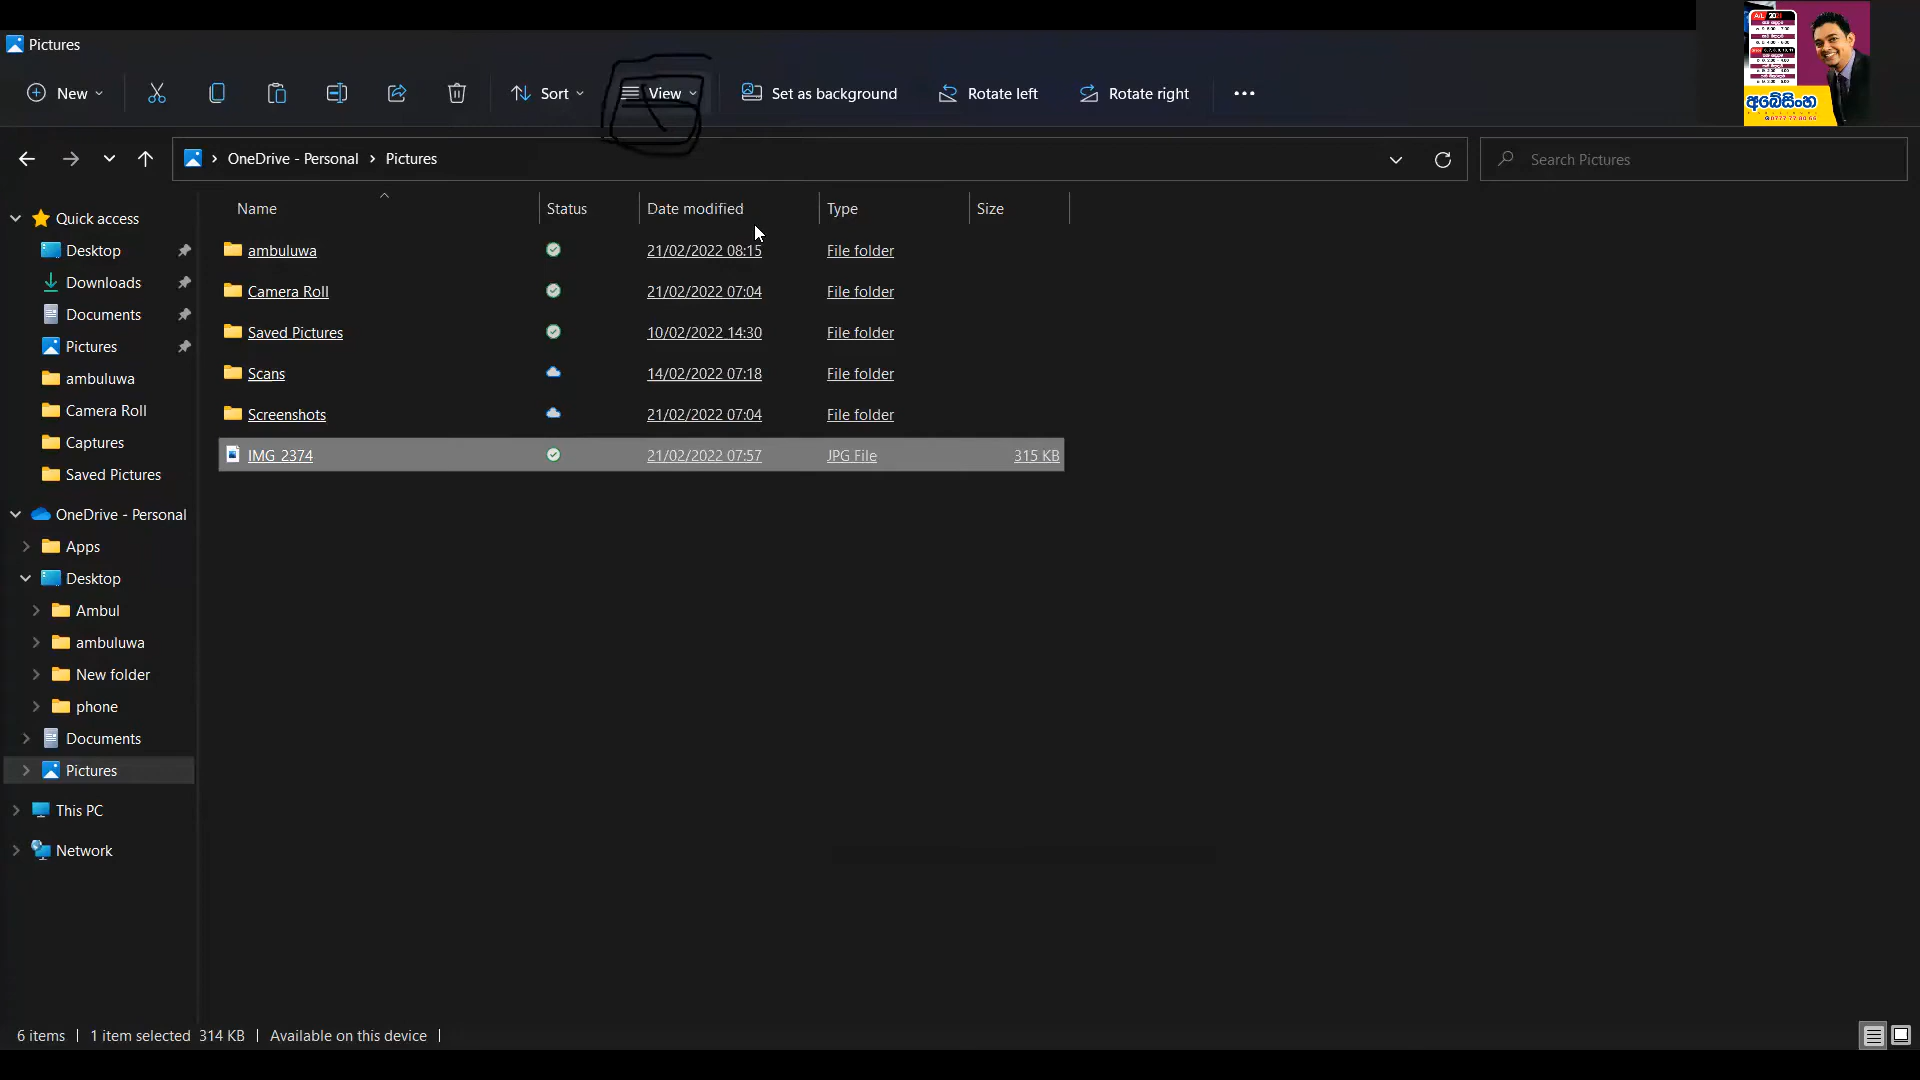 Pictures
New
Sort
View
Set as background
Rotate left
Rotate right
OneDrive - Personal
Pictures
Search Pictures
Name
Status
Date modified
Type
Size
ambuluwa
21/02/2022 08:15
File folder
Camera Roll
21/02/2022 07:04
File folder
Saved Pictures
10/02/2022 14:30
File folder
Scans
14/02/2022 07:18
File folder
Screenshots
21/02/2022 07:04
File folder
IMG_2374
21/02/2022 07:57
JPG File
315 KB
Quick access
Desktop
Downloads
Documents
Pictures
ambuluwa
Camera Roll
Captures
Saved Pictures
OneDrive - Personal
Apps
Desktop
Ambul
ambuluwa
New folder
phone
Documents
Pictures
This PC
Network
6 items
1 item selected 314 KB
Available on this device
A/L
අබේසිංහ